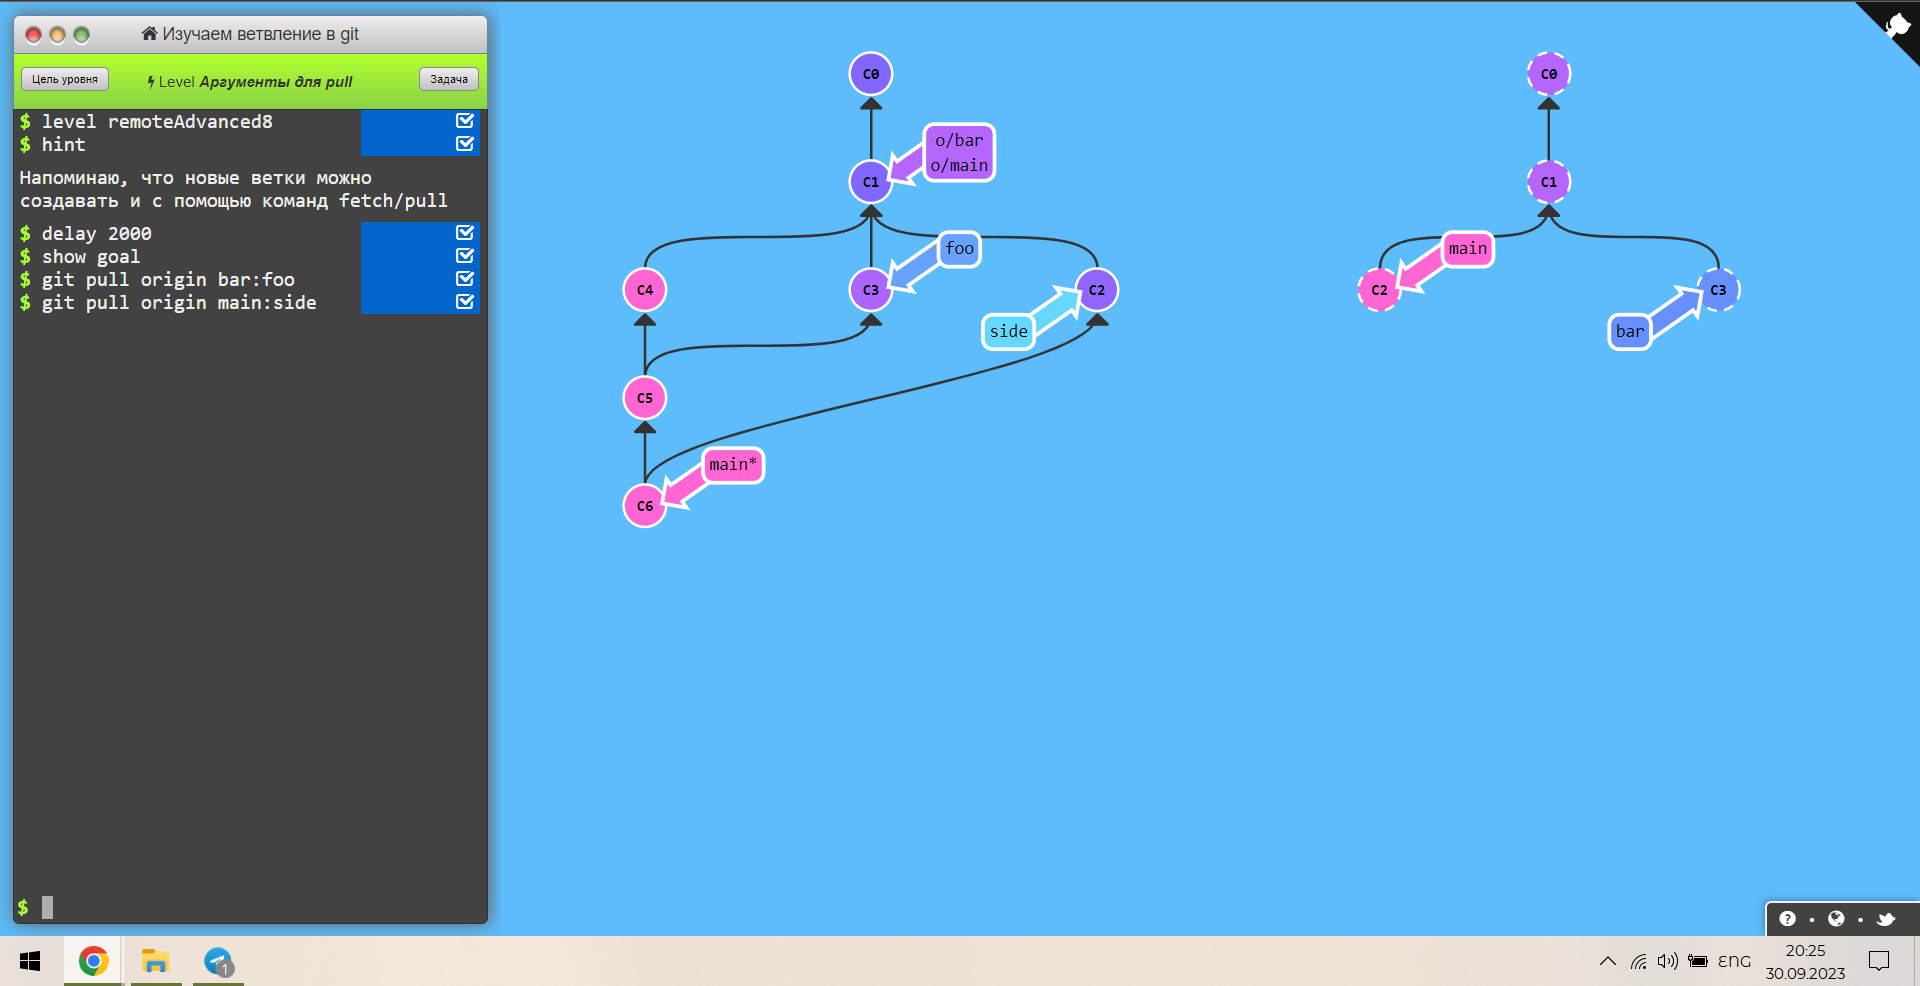 Изучаем ветвление в git
Цель уровня
Level Аргументы для pull
Задача
$ level remoteAdvanced8
$ hint
Напоминаю, что новые ветки можно
создавать и с помощью команд fetch/pull
$ delay 2000
$ show goal
$ git pull origin bar:foo
$ git pull origin main:side
$
C0
o/bar
o/main
C1
foo
C4
C3
C2
side
C5
main*
C6
C0
C1
main
C2
C3
bar
?
1
ENG
20:25
30.09.2023